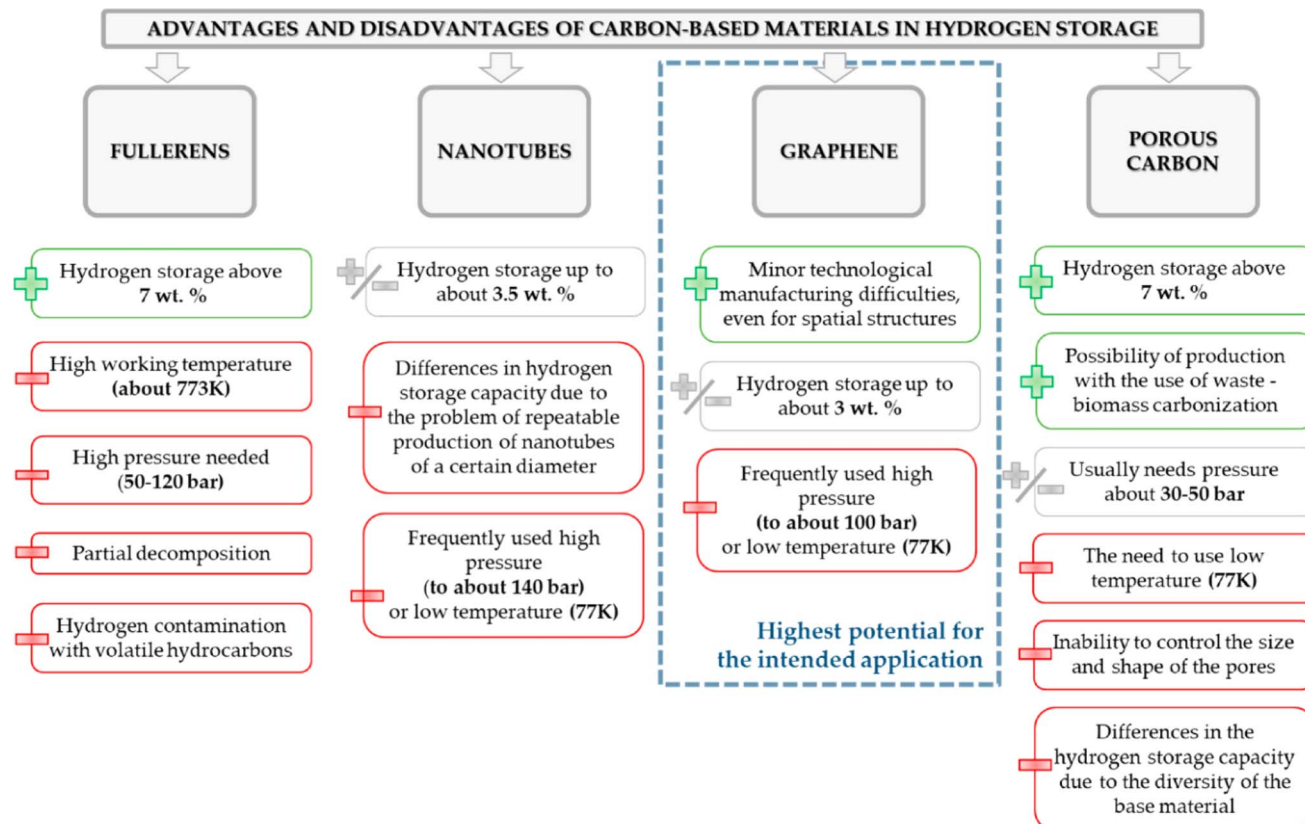 ADVANTAGES AND DISADVANTAGES OF CARBON-BASED MATERIALS IN HYDROGEN STORAGE
FULLERENS
Hydrogen storage above
7 wt. %
High working temperature
(about 773K)
High pressure needed
(50-120 bar)
Partial decomposition
Hydrogen contamination
with volatile hydrocarbons
NANOTUBES
Hydrogen storage up to
about 3.5 wt. %
Differences in hydrogen
storage capacity due to
the problem of repeatable
production of nanotubes
of a certain diameter
Frequently used high
pressure
(to about 140 bar)
or low temperature (77K)
GRAPHENE
Minor technological
manufacturing difficulties,
even for spatial structures
Hydrogen storage up to
about 3 wt. %
Frequently used high
pressure
(to about 100 bar)
or low temperature (77K)
Highest potential for
the intended application
POROUS
CARBON
Hydrogen storage above
7 wt. %
Possibility of production
with the use of waste -
biomass carbonization
Usually needs pressure
about 30-50 bar
The need to use low
temperature (77K)
Inability to control the size
and shape of the pores
Differences in the
hydrogen storage capacity
due to the diversity of the
base material